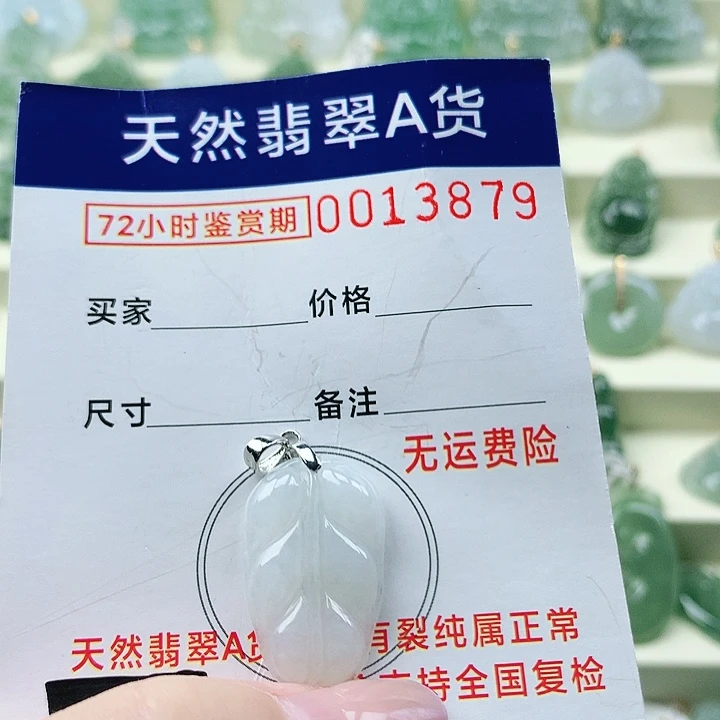 天然翡翠A货
72小时鉴赏期 0013879
买家 价格
尺寸 备注
无运费险
天然翡翠A 有裂纯属正常
支持全国复检